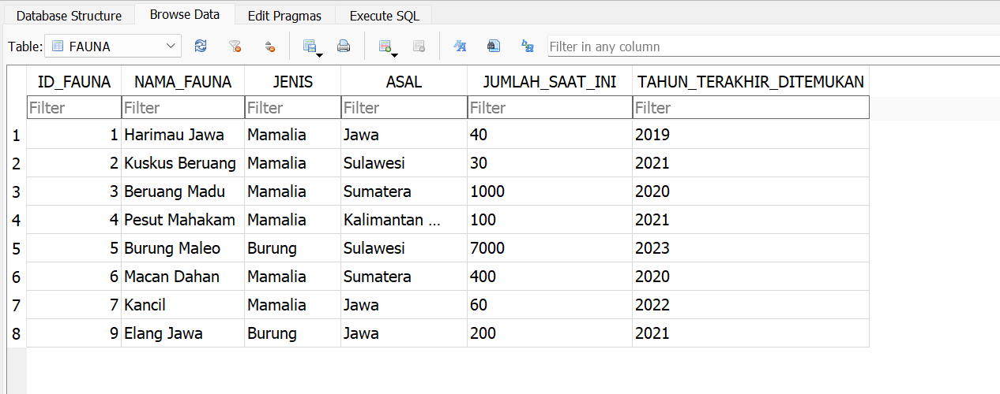 Database Structure Browse Data Edit Pragmas Execute SQL
Table: FAUNA Filter in any column
ID_FAUNA NAMA_FAUNA JENIS ASAL JUMLAH_SAAT_INI TAHUN_TERAKHIR_DITEMUKAN
Filter Filter Filter Filter Filter Filter
1 1 Harimau Jawa Mamalia Jawa 40 2019
2 2 Kuskus Beruang Mamalia Sulawesi 30 2021
3 3 Beruang Madu Mamalia Sumatera 1000 2020
4 4 Pesut Mahakam Mamalia Kalimantan ... 100 2021
5 5 Burung Maleo Burung Sulawesi 7000 2023
6 6 Macan Dahan Mamalia Sumatera 400 2020
7 7 Kancil Mamalia Jawa 60 2022
8 9 Elang Jawa Burung Jawa 200 2021